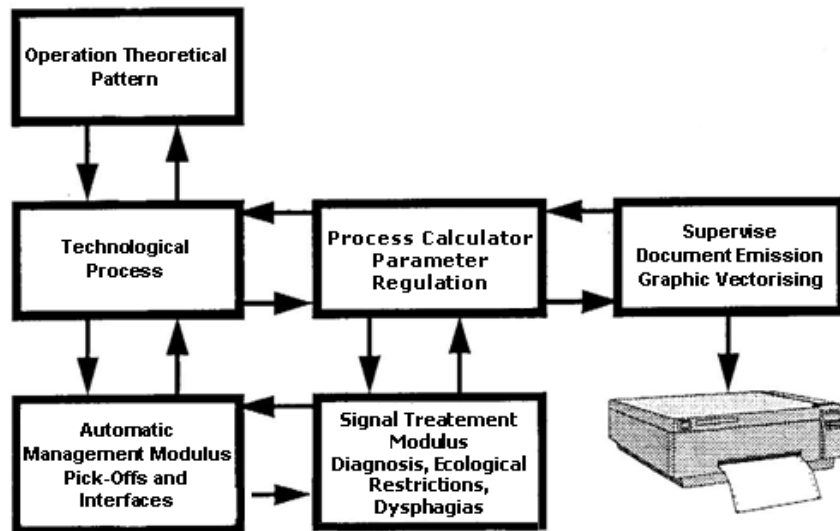 Operation Theoretical
Pattern
Technological
Process
Process Calculator
Parameter
Regulation
Supervise
Document Emission
Graphic Vectorising
Automatic
Management Modulus
Pick-Offs and
Interfaces
Signal Treatement
Modulus
Diagnosis, Ecological
Restrictions,
Dysphagias